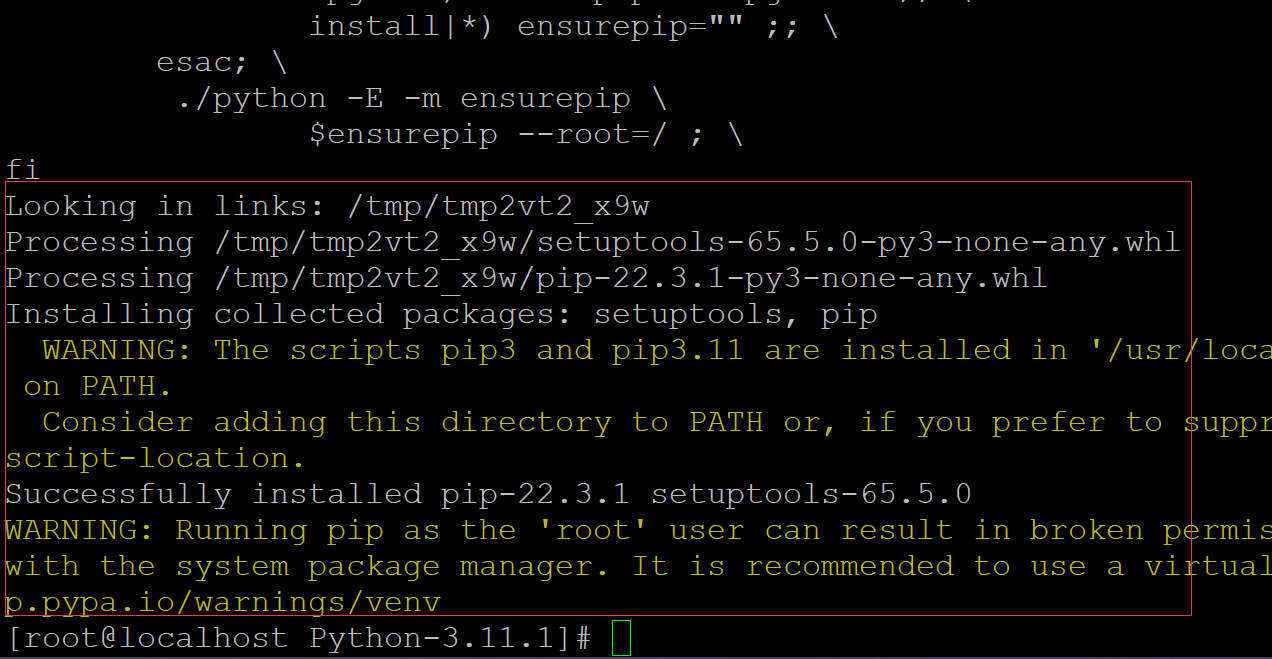 install|*) ensurepip="" ;; \
esac; \
./python -E -m ensurepip \
$ensurepip --root=/ ; \
fi
Looking in links: /tmp/tmp2vt2_x9w
Processing /tmp/tmp2vt2_x9w/setuptools-65.5.0-py3-none-any.whl
Processing /tmp/tmp2vt2_x9w/pip-22.3.1-py3-none-any.whl
Installing collected packages: setuptools, pip
WARNING: The scripts pip3 and pip3.11 are installed in '/usr/loca
on PATH.
Consider adding this directory to PATH or, if you prefer to suppr
script-location.
Successfully installed pip-22.3.1 setuptools-65.5.0
WARNING: Running pip as the 'root' user can result in broken permis
with the system package manager. It is recommended to use a virtual
p.pypa.io/warnings/venv
[root@localhost Python-3.11.1]#